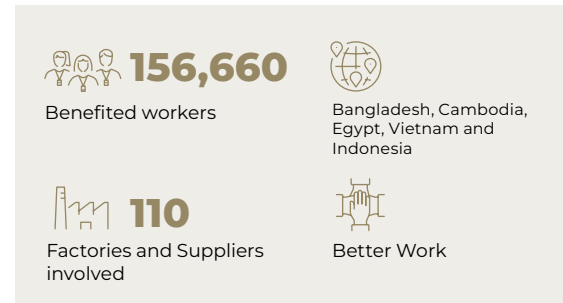 156,660
Benefited workers
Bangladesh, Cambodia,
Egypt, Vietnam and
Indonesia
110
Factories and Suppliers
involved
Better Work